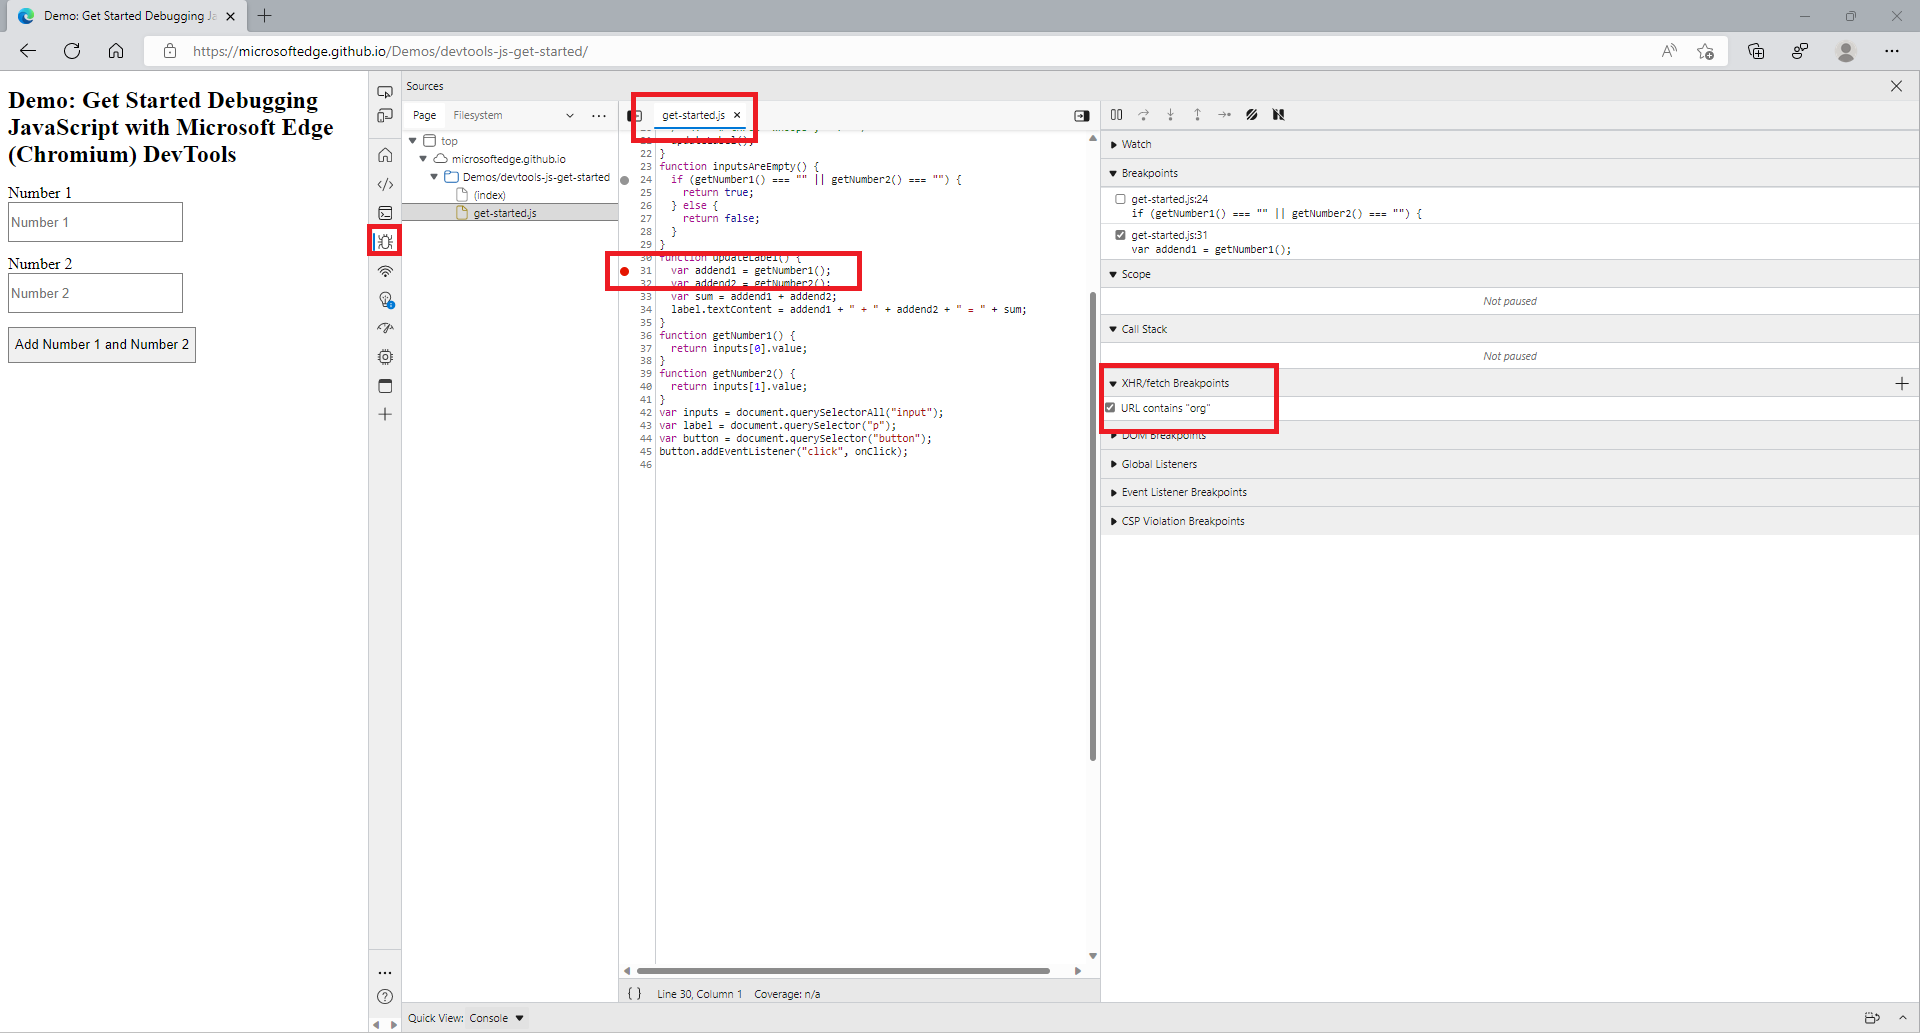 Demo: Get Started Debugging Ja
https://microsoftedge.github.io/Demos/devtools-js-get-started/
Demo: Get Started Debugging
JavaScript with Microsoft Edge
(Chromium) DevTools
Number 1
Number 1
Number 2
Number 2
Add Number 1 and Number 2
Sources
Page Filesystem
top
microsoftedge.github.io
Demos/devtools-js-get-started
(index)
get-started.js
get-started.js
22 }
23 function inputsAreEmpty() {
24 if (getNumber1() === "" || getNumber2() === "") {
25 return true;
26 } else {
27 return false;
28 }
29 }
30 function updateLabel() {
31 var addend1 = getNumber1();
32 var addend2 = getNumber2();
33 var sum = addend1 + addend2;
34 label.textContent = addend1 + " + " + addend2 + " = " + sum;
35 }
36 function getNumber1() {
37 return inputs[0].value;
38 }
39 function getNumber2() {
40 return inputs[1].value;
41 }
42 var inputs = document.querySelectorAll("input");
43 var label = document.querySelector("p");
44 var button = document.querySelector("button");
45 button.addEventListener("click", onClick);
46
{ } Line 30, Column 1 Coverage: n/a
Watch
Breakpoints
get-started.js:24
if (getNumber1() === "" || getNumber2() === "") {
get-started.js:31
var addend1 = getNumber1();
Scope
Not paused
Call Stack
Not paused
XHR/fetch Breakpoints
URL contains "org"
DOM Breakpoints
Global Listeners
Event Listener Breakpoints
CSP Violation Breakpoints
Quick View: Console